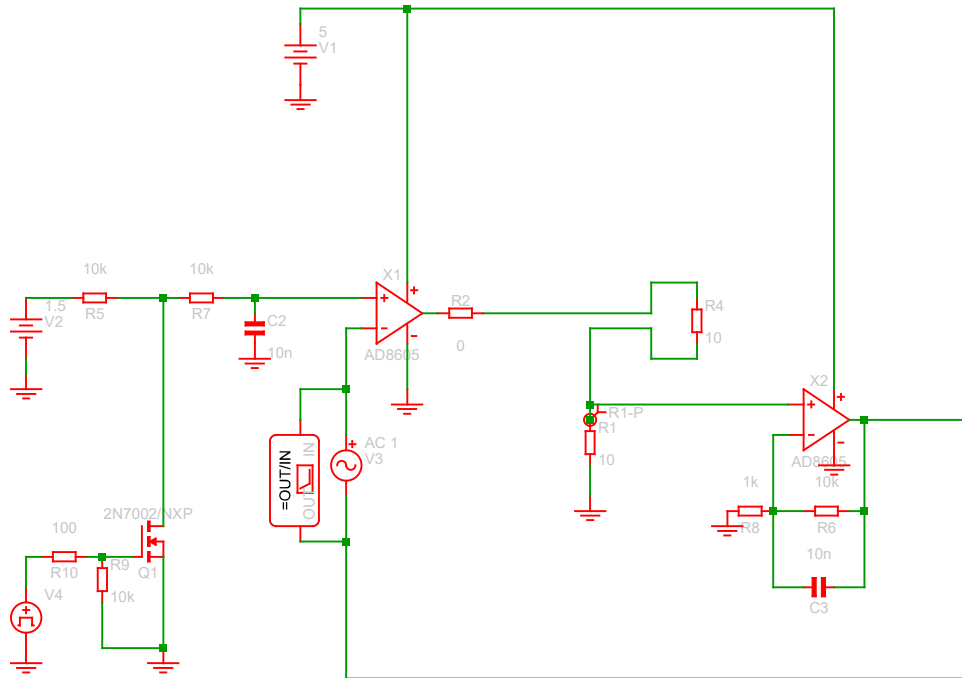 5
V1
X1
+
10k
10k
+
R2
R4
1.5
V2
R5
R7
C2
10n
-
-
AD8605
0
10
X2
+
R1-P
R1
+
-
-
AD8605
10
AC 1
+
V3
=OUT/IN
OUT
IN
1k
10k
R8
R6
10n
C3
2N7002/NXP
100
R10
R9
Q1
10k
V4
+